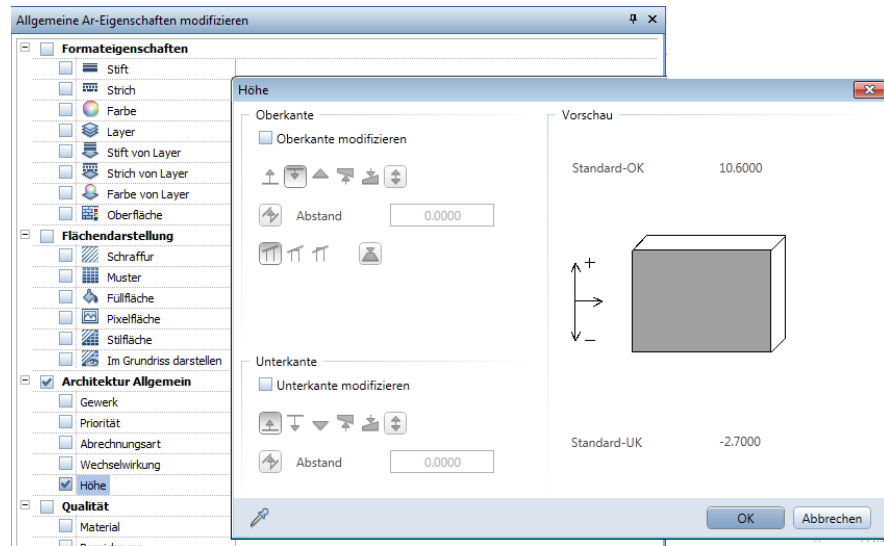 Allgemeine Ar-Eigenschaften modifizieren
Formateigenschaften
Stift
Strich
Farbe
Layer
Stift von Layer
Strich von Layer
Farbe von Layer
Oberfläche
Flächendarstellung
Schraffur
Muster
Füllfläche
Pixelfläche
Stilfläche
Im Grundriss darstellen
Architektur Allgemein
Gewerk
Priorität
Abrechnungsart
Wechselwirkung
Höhe
Qualität
Material
Höhe
Oberkante
Oberkante modifizieren
Abstand 0.0000
Unterkante
Unterkante modifizieren
Abstand 0.0000
Vorschau
Standard-OK 10.6000
+
−
Standard-UK -2.7000
OK Abbrechen